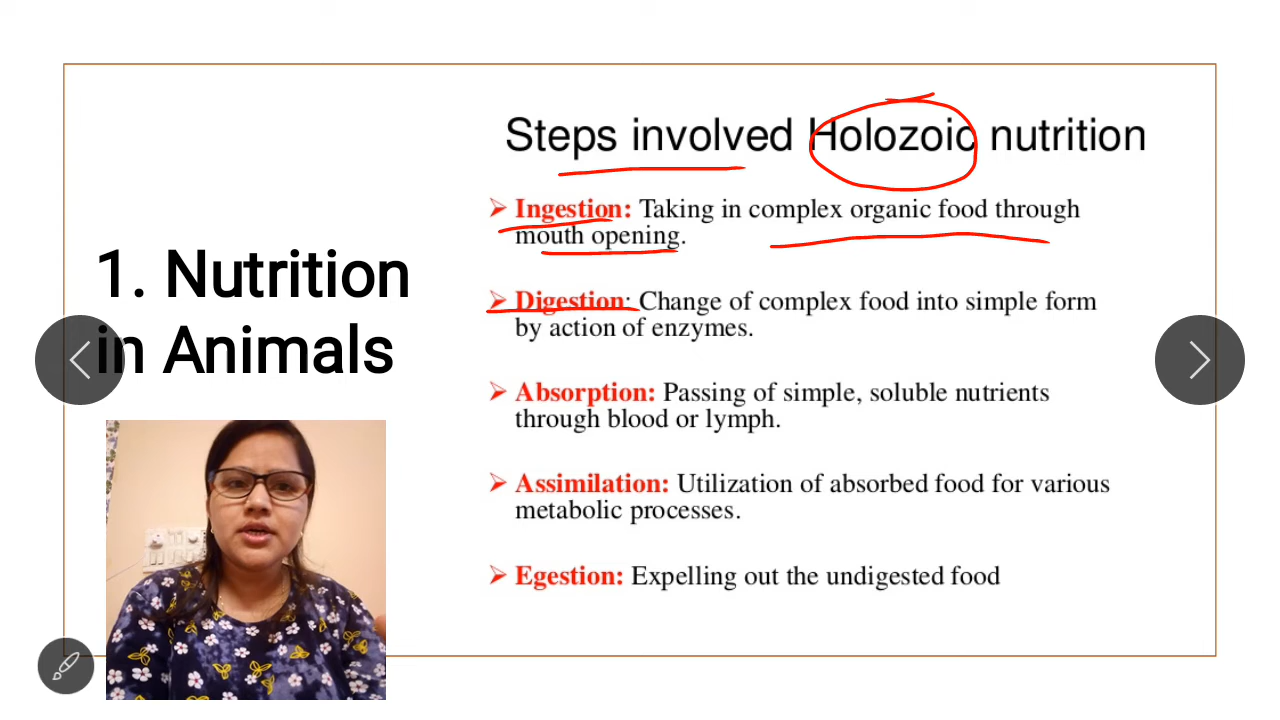 Steps involved Holozoic nutrition
➢ Ingestion: Taking in complex organic food through
mouth opening.
➢ Digestion: Change of complex food into simple form
by action of enzymes.
➢ Absorption: Passing of simple, soluble nutrients
through blood or lymph.
➢ Assimilation: Utilization of absorbed food for various
metabolic processes.
➢ Egestion: Expelling out the undigested food
1. Nutrition
in Animals